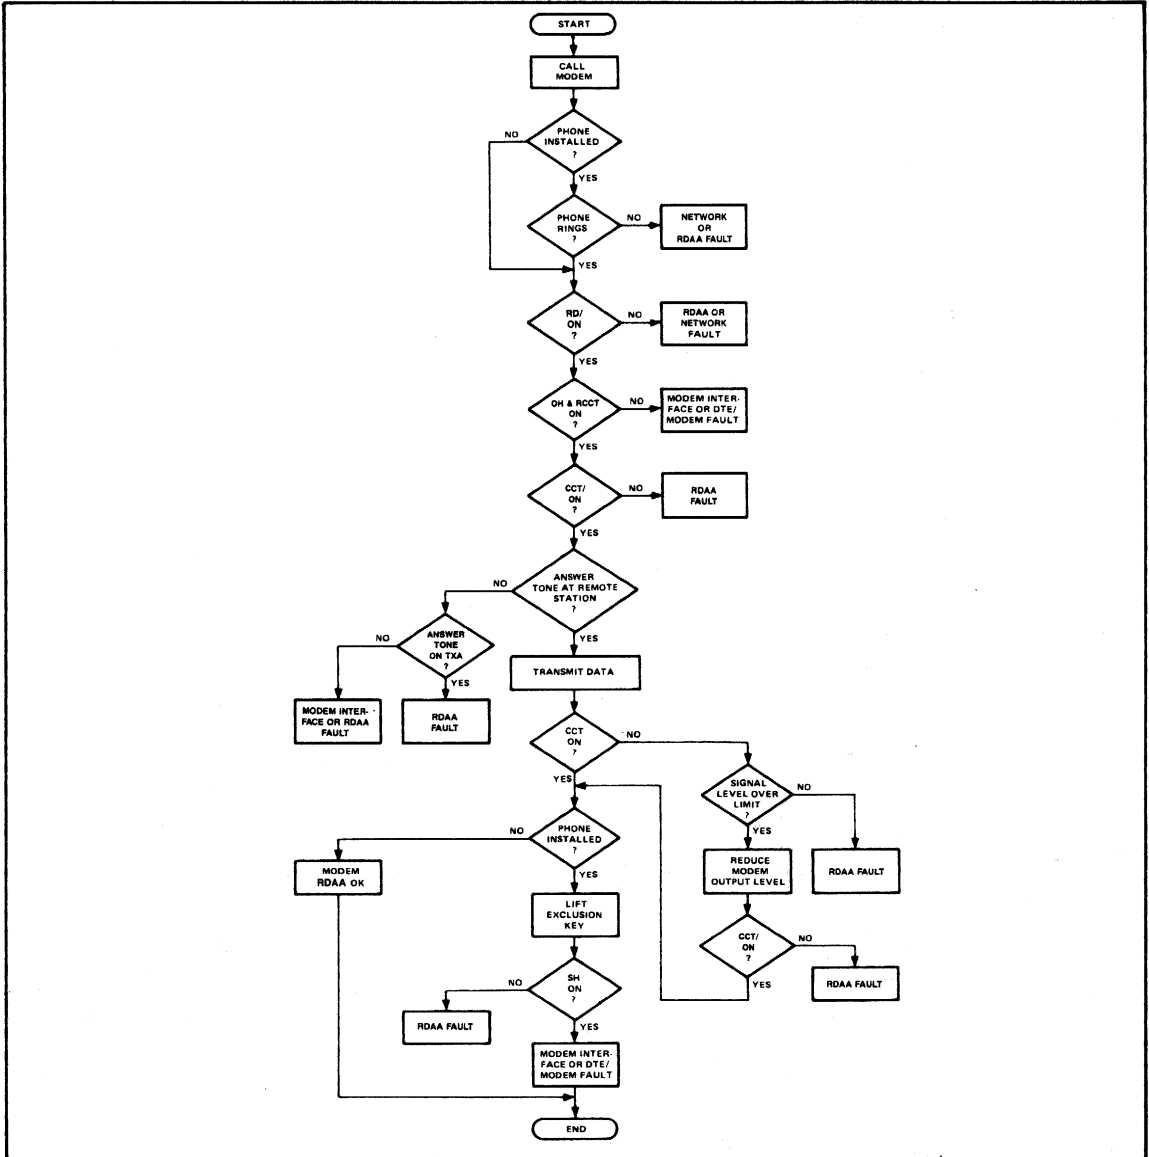 START
CALL
MODEM
NO
PHONE
INSTALLED
?
YES
PHONE
RINGS
?
NO
NETWORK
OR
RDAA FAULT
YES
RD/
ON
?
NO
RDAA OR
NETWORK
FAULT
YES
OH & RCCT
ON
?
NO
MODEM INTER-
FACE OR DTE/
MODEM FAULT
YES
CCT/
ON
?
NO
RDAA
FAULT
YES
ANSWER
TONE AT REMOTE
STATION
?
NO
YES
ANSWER
TONE
ON TXA
?
NO
YES
MODEM INTER-
FACE OR RDAA
FAULT
RDAA
FAULT
TRANSMIT DATA
CCT
ON
?
NO
YES
SIGNAL
LEVEL OVER
LIMIT
?
NO
YES
REDUCE
MODEM
OUTPUT LEVEL
RDAA FAULT
CCT/
ON
?
NO
YES
RDAA FAULT
PHONE
INSTALLED
?
NO
YES
MODEM
RDAA OK
LIFT
EXCLUSION
KEY
SH
ON
?
NO
YES
RDAA FAULT
MODEM INTER-
FACE OR DTE/
MODEM FAULT
END